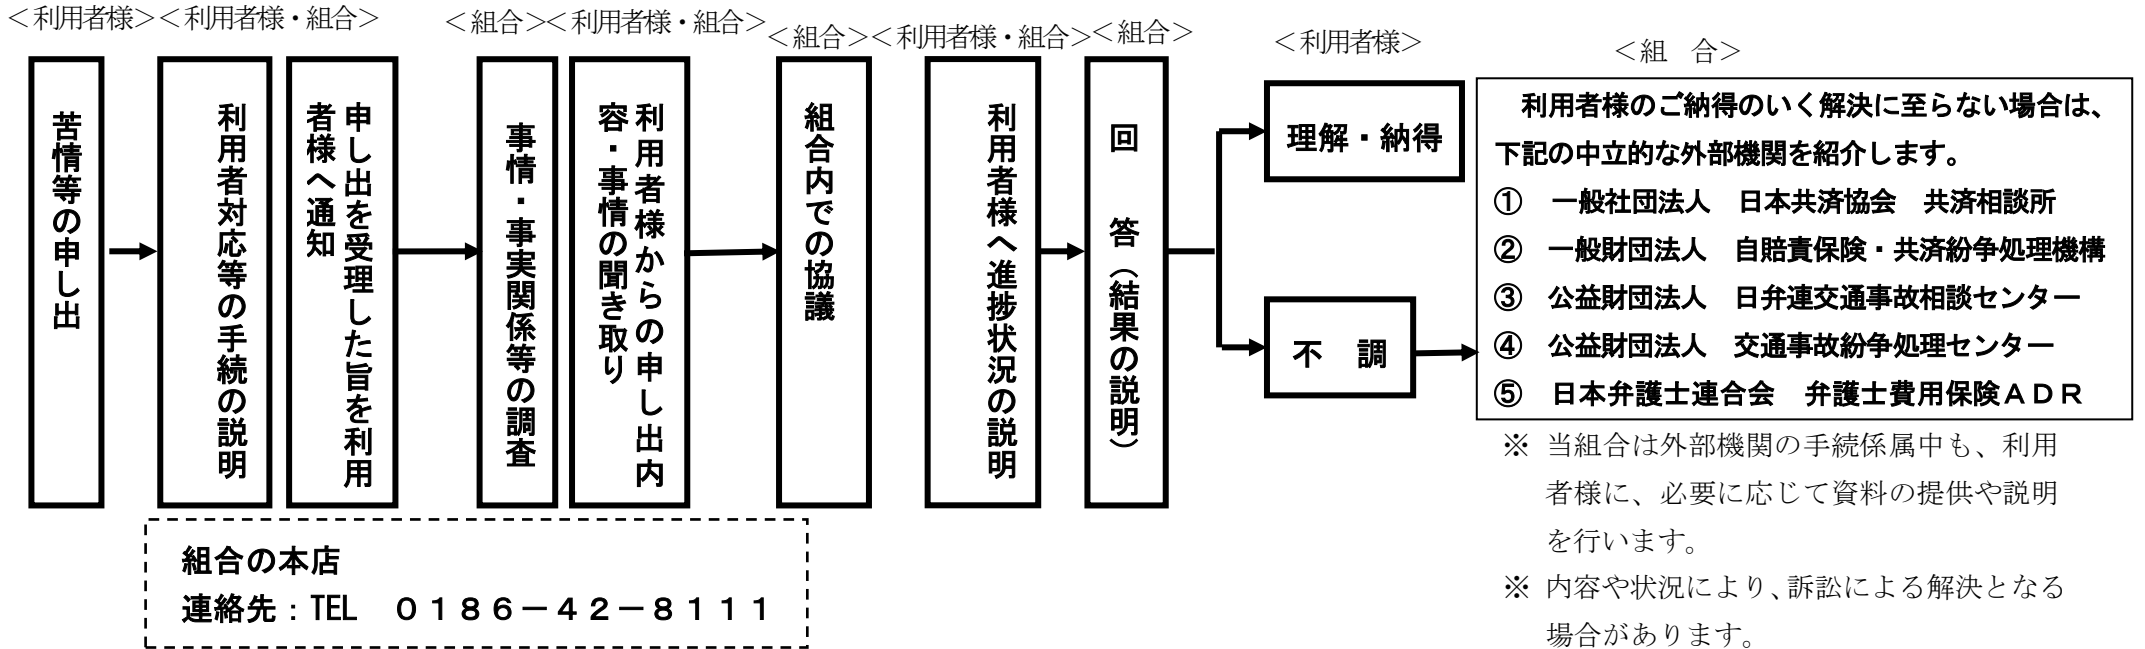 ＜利用者様＞＜利用者様・組合＞
＜組合＞＜利用者様・組合＞
＜組合＞＜利用者様・組合＞＜組合＞
＜利用者様＞
＜組　合＞
苦情等の申し出
利用者対応等の手続の説明
申し出を受理した旨を利用
者様へ通知
事情・事実関係等の調査
利用者様からの申し出内
容・事情の聞き取り
組合内での協議
利用者様へ進捗状況の説明
回　答（結果の説明）
理解・納得
不　調
利用者様のご納得のいく解決に至らない場合は、
下記の中立的な外部機関を紹介します。
①　一般社団法人　日本共済協会　共済相談所
②　一般財団法人　自賠責保険・共済紛争処理機構
③　公益財団法人　日弁連交通事故相談センター
④　公益財団法人　交通事故紛争処理センター
⑤　日本弁護士連合会　弁護士費用保険ＡＤＲ
※ 当組合は外部機関の手続係属中も、利用
者様に、必要に応じて資料の提供や説明
を行います。
※ 内容や状況により、訴訟による解決となる
場合があります。
組合の本店
連絡先：TEL　０１８６－４２－８１１１